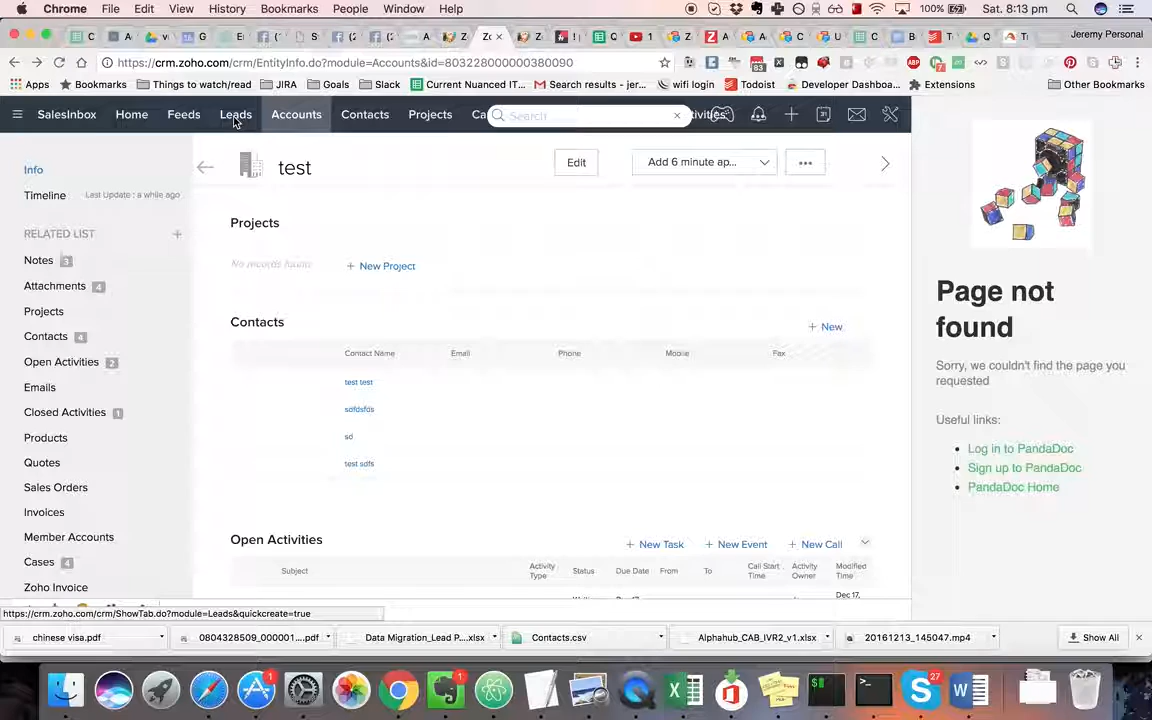 Chrome File Edit View History Bookmarks People Window Help 100% Sat. 8:13 pm
Jeremy Personal
https://crm.zoho.com/crm/EntityInfo.do?module=Accounts&id=803228000000380090
Apps Bookmarks Things to watch/read JIRA Goals Slack Current Nuanced IT... Search results - jer... wifi login Todoist Developer Dashboar... Extensions Other Bookmarks
SalesInbox Home Feeds Leads Accounts Contacts Projects Ca Search tivities
Info
Timeline Last Update : a while ago
RELATED LIST +
Notes 3
Attachments 4
Projects
Contacts 4
Open Activities 2
Emails
Closed Activities 1
Products
Quotes
Sales Orders
Invoices
Member Accounts
Cases 4
Zoho Invoice
test
Edit Add 6 minute ap... •••
Projects
No records found + New Project
Contacts
+ New
Contact Name Email Phone Mobile Fax
test test
sdfdsfds
sd
test sdfs
Open Activities + New Task + New Event + New Call
Subject Activity Type Status Due Date From To Call Start Time Activity Owner Modified Time
Dec 17,
Page not
found
Sorry, we couldn't find the page you
requested
Useful links:
• Log in to PandaDoc
• Sign up to PandaDoc
• PandaDoc Home
https://crm.zoho.com/crm/ShowTab.do?module=Leads&quickcreate=true
chinese visa.pdf 0804328509_000001....pdf Data Migration_Lead P....xlsx Contacts.csv Alphahub_CAB_IVR2_v1.xlsx 20161213_145047.mp4 Show All
1 1 27